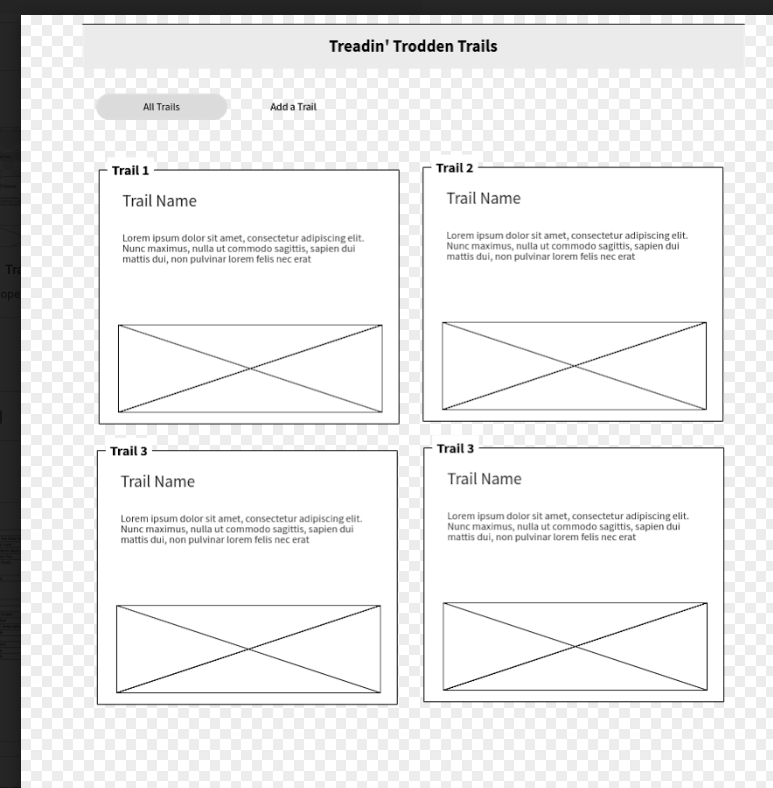 Treadin' Trodden Trails
All Trails
Add a Trail
Trail 1
Trail Name
Lorem ipsum dolor sit amet, consectetur adipiscing elit.
Nunc maximus, nulla ut commodo sagittis, sapien dui
mattis dui, non pulvinar lorem felis nec erat
Trail 2
Trail Name
Lorem ipsum dolor sit amet, consectetur adipiscing elit.
Nunc maximus, nulla ut commodo sagittis, sapien dui
mattis dui, non pulvinar lorem felis nec erat
Trail 3
Trail Name
Lorem ipsum dolor sit amet, consectetur adipiscing elit.
Nunc maximus, nulla ut commodo sagittis, sapien dui
mattis dui, non pulvinar lorem felis nec erat
Trail 3
Trail Name
Lorem ipsum dolor sit amet, consectetur adipiscing elit.
Nunc maximus, nulla ut commodo sagittis, sapien dui
mattis dui, non pulvinar lorem felis nec erat